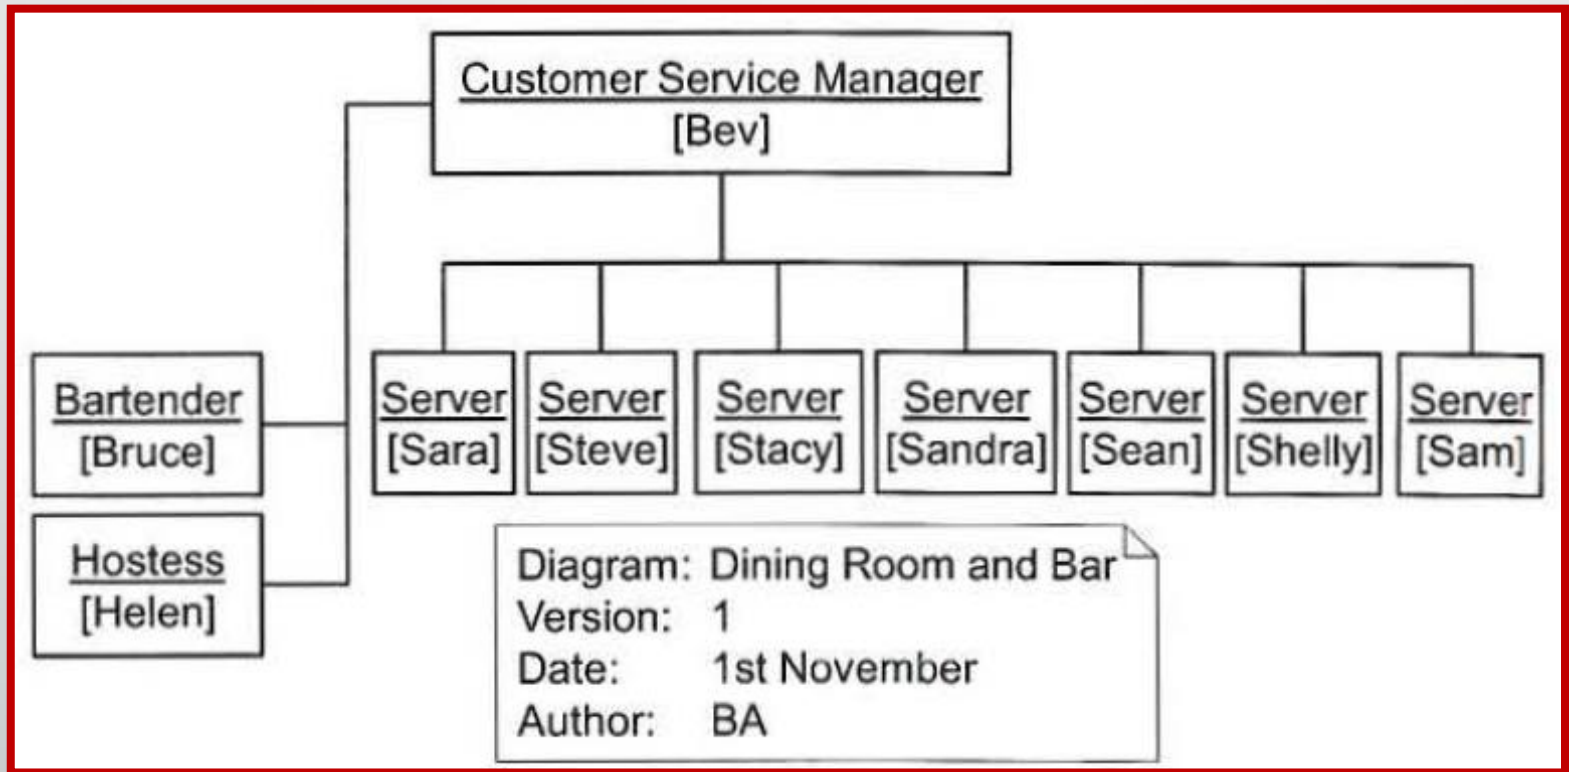 Customer Service Manager
[Bev]
Bartender
[Bruce]
Server
[Sara]
Server
[Steve]
Server
[Stacy]
Server
[Sandra]
Server
[Sean]
Server
[Shelly]
Server
[Sam]
Hostess
[Helen]
Diagram: Dining Room and Bar
Version: 1
Date: 1st November
Author: BA